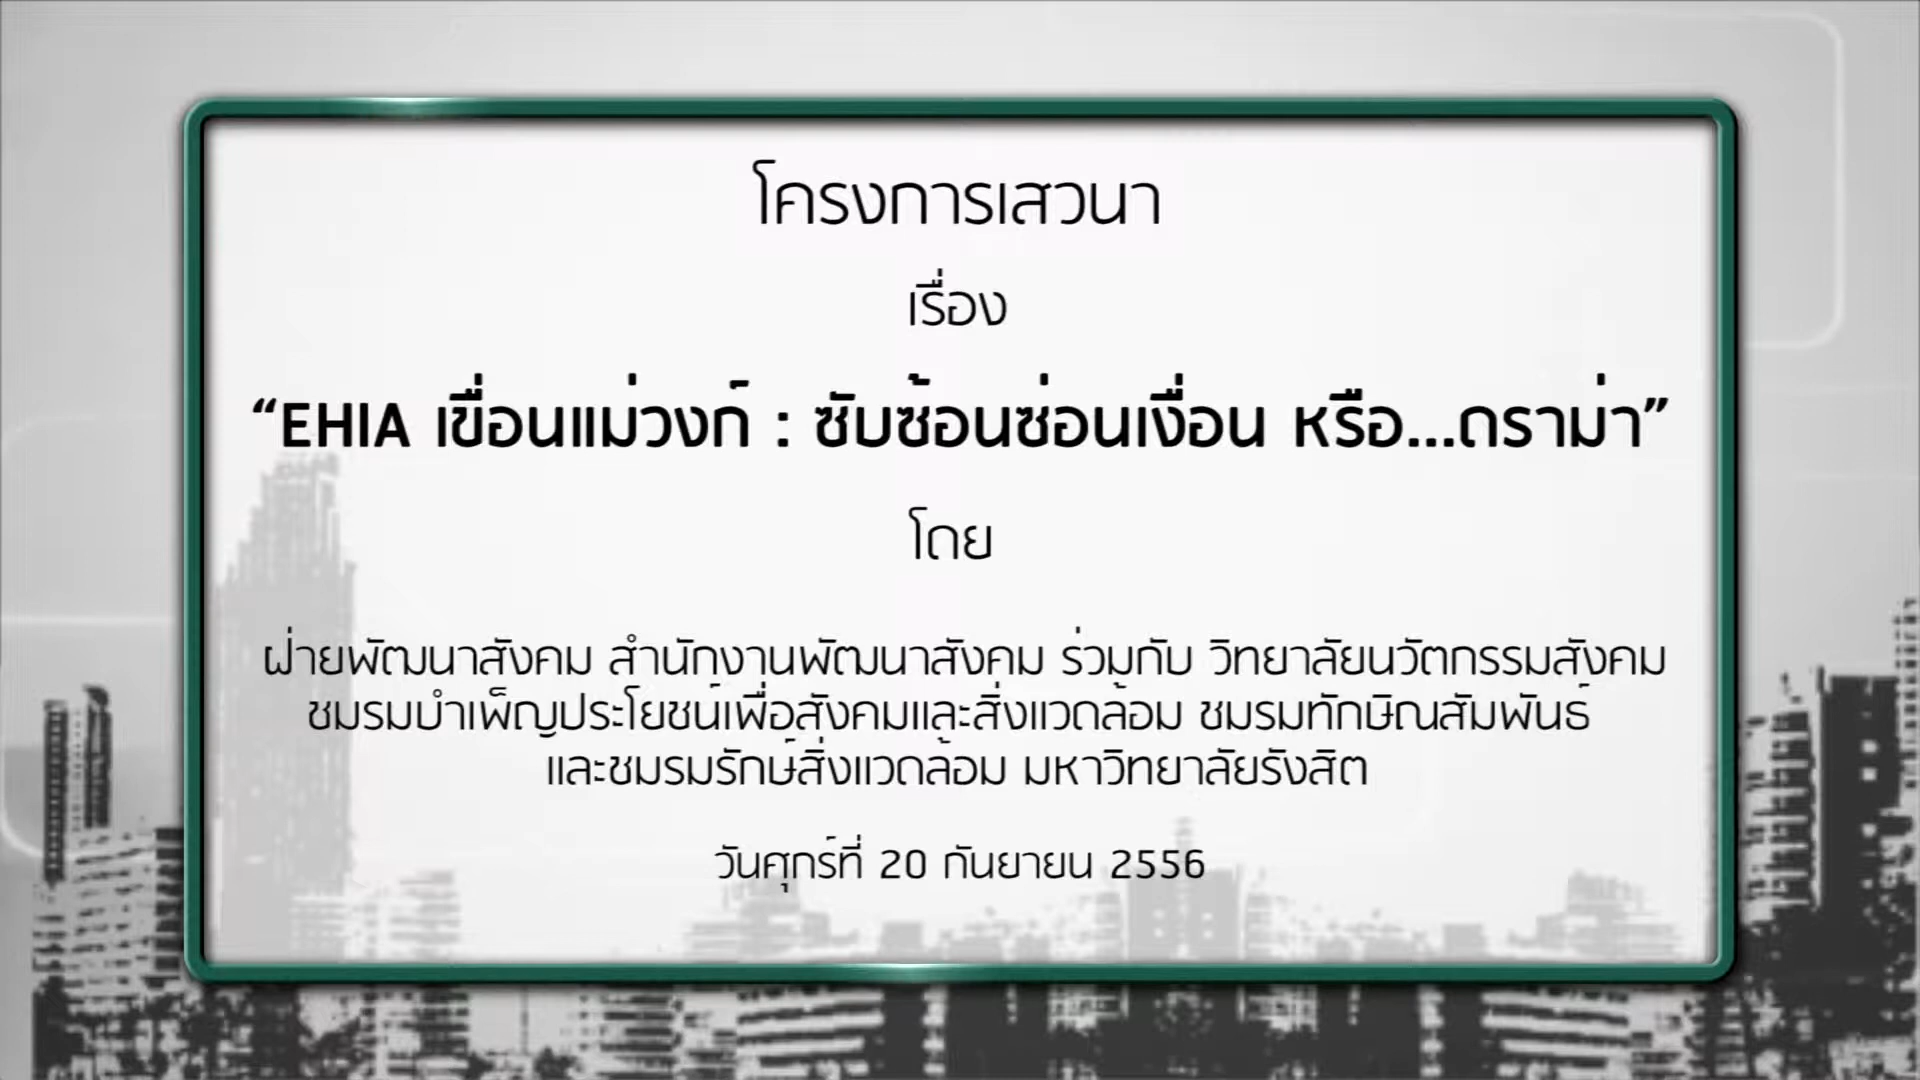 โครงการเสวนา
เรื่อง
“EHIA เขื่อนแม่วงก์ : ซับซ้อนซ่อนเงื่อน หรือ...ดราม่า”
โดย
ฝ่ายพัฒนาสังคม สำนักงานพัฒนาสังคม ร่วมกับ วิทยาลัยนวัตกรรมสังคม
ชมรมบำเพ็ญประโยชน์เพื่อสังคมและสิ่งแวดล้อม ชมรมทักษิณสัมพันธ์
และชมรมรักษ์สิ่งแวดล้อม มหาวิทยาลัยรังสิต
วันศุกร์ที่ 20 กันยายน 2556